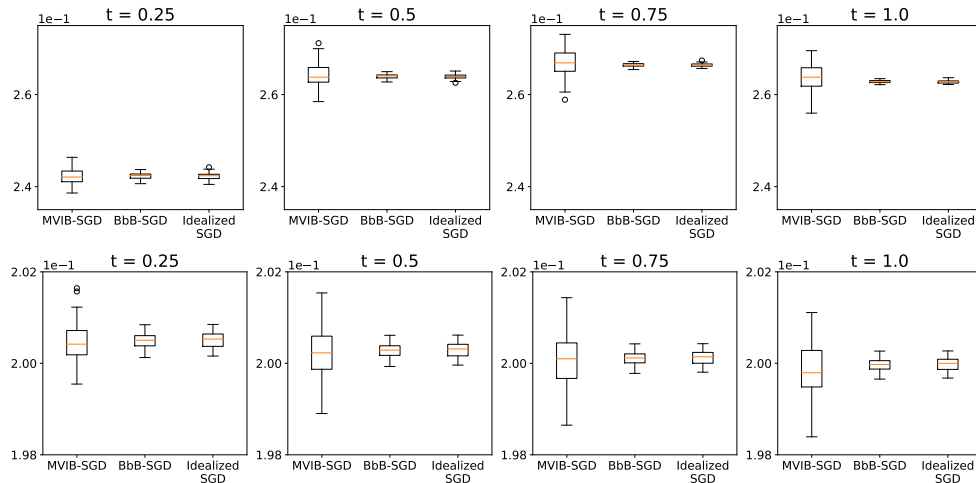 t = 0.25 t = 0.5 t = 0.75 t = 1.0
1e−1 1e−1 1e−1 1e−1
2.6 2.6 2.6 2.6
2.4 2.4 2.4 2.4
MVIB-SGD BbB-SGD Idealized MVIB-SGD BbB-SGD Idealized MVIB-SGD BbB-SGD Idealized MVIB-SGD BbB-SGD Idealized
SGD SGD SGD SGD
t = 0.25 t = 0.5 t = 0.75 t = 1.0
2.02 1e−1 2.02 1e−1 2.02 1e−1 2.02 1e−1
2.00 2.00 2.00 2.00
1.98 1.98 1.98 1.98
MVIB-SGD BbB-SGD Idealized MVIB-SGD BbB-SGD Idealized MVIB-SGD BbB-SGD Idealized MVIB-SGD BbB-SGD Idealized
SGD SGD SGD SGD